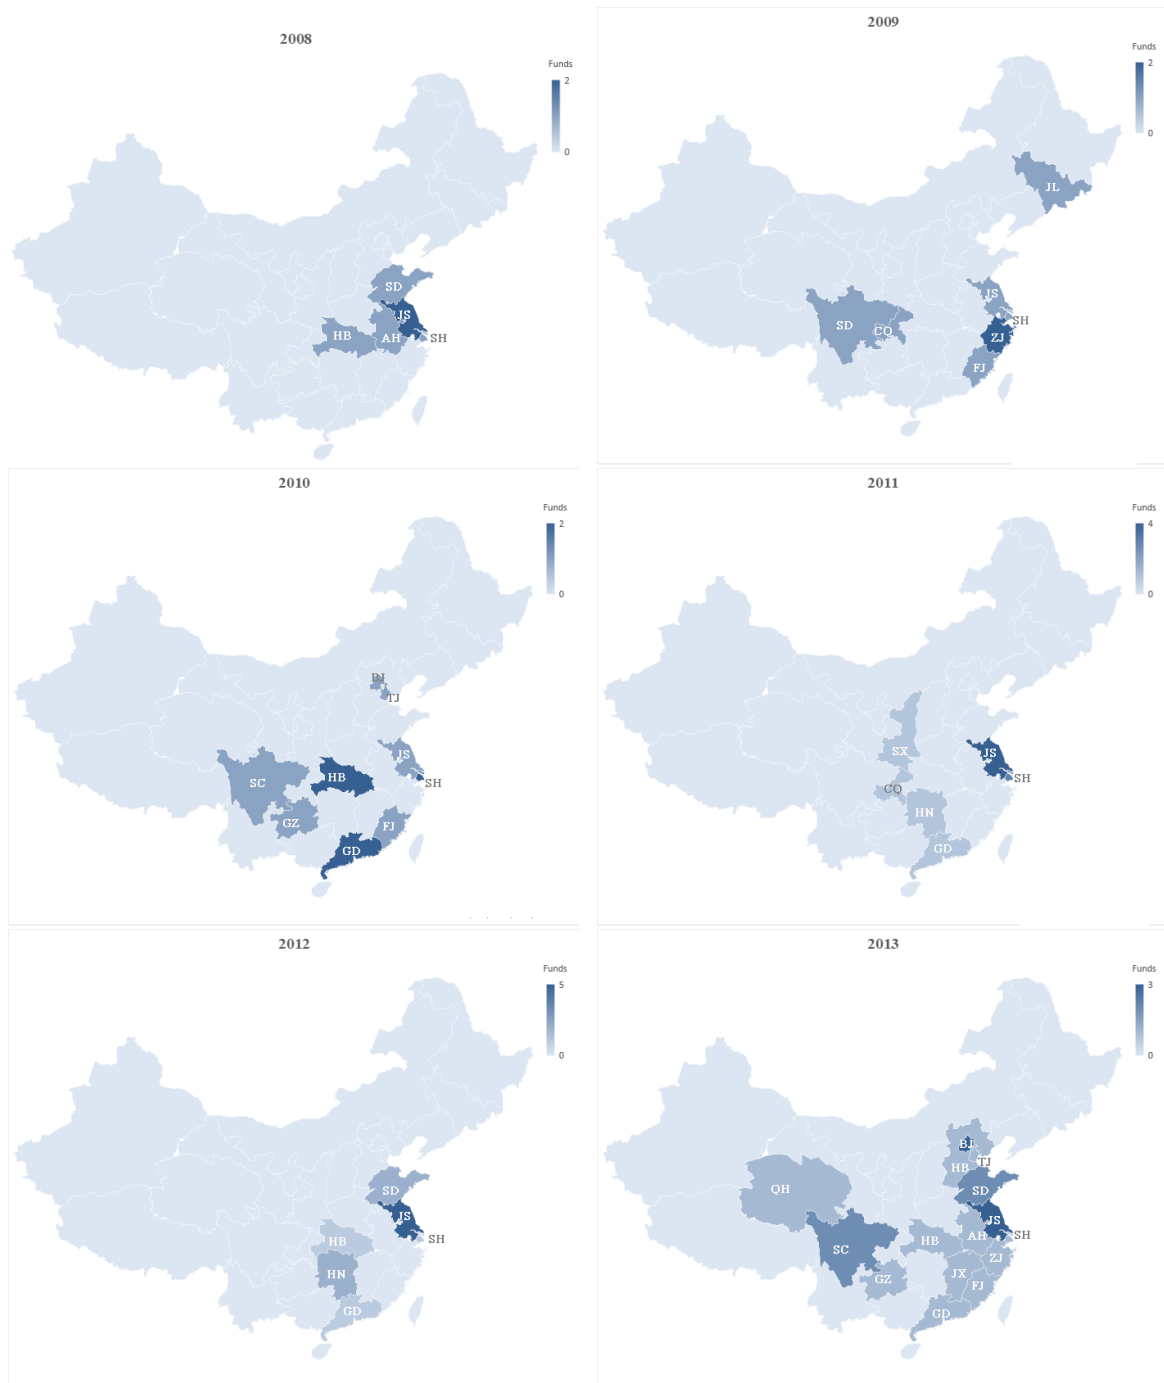 2008
Funds
2
0
SD
JS
HB
AH
SH
2009
Funds
2
0
JL
JS
SH
SD
CQ
ZJ
FJ
2010
Funds
2
0
BJ
TJ
JS
HB
SC
SH
GZ
FJ
GD
2011
Funds
4
0
SX
JS
SH
CQ
HN
GD
2012
Funds
5
0
SD
JS
HB
SH
HN
GD
2013
Funds
3
0
BJ
TJ
HB
QH
SD
JS
AH
SH
HB
SC
ZJ
JX
GZ
FJ
GD